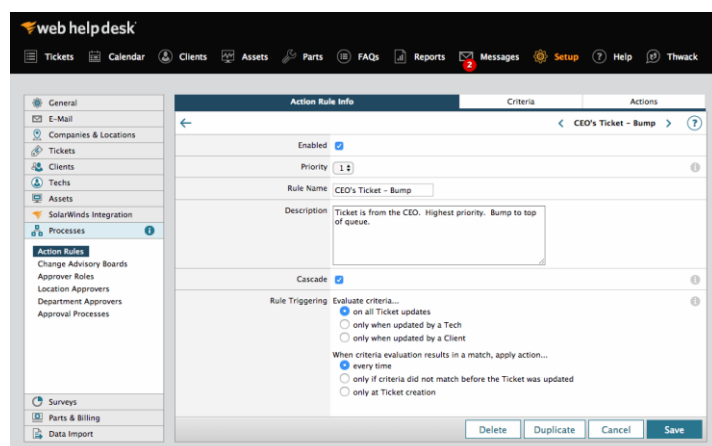 web help desk
Tickets Calendar Clients Assets Parts FAQs Reports Messages Setup Help Thwack
2
General
E-Mail
Companies & Locations
Tickets
Clients
Techs
Assets
SolarWinds Integration
Processes
Action Rules
Change Advisory Boards
Approver Roles
Location Approvers
Department Approvers
Approval Processes
Surveys
Parts & Billing
Data Import
Action Rule Info Criteria Actions
CEO's Ticket - Bump ?
Enabled
Priority 1
Rule Name CEO's Ticket - Bump
Description Ticket is from the CEO. Highest priority. Bump to top
of queue.
Cascade
Rule Triggering Evaluate criteria...
on all Ticket updates
only when updated by a Tech
only when updated by a Client
When criteria evaluation results in a match, apply action...
every time
only if criteria did not match before the Ticket was updated
only at Ticket creation
Delete Duplicate Cancel Save